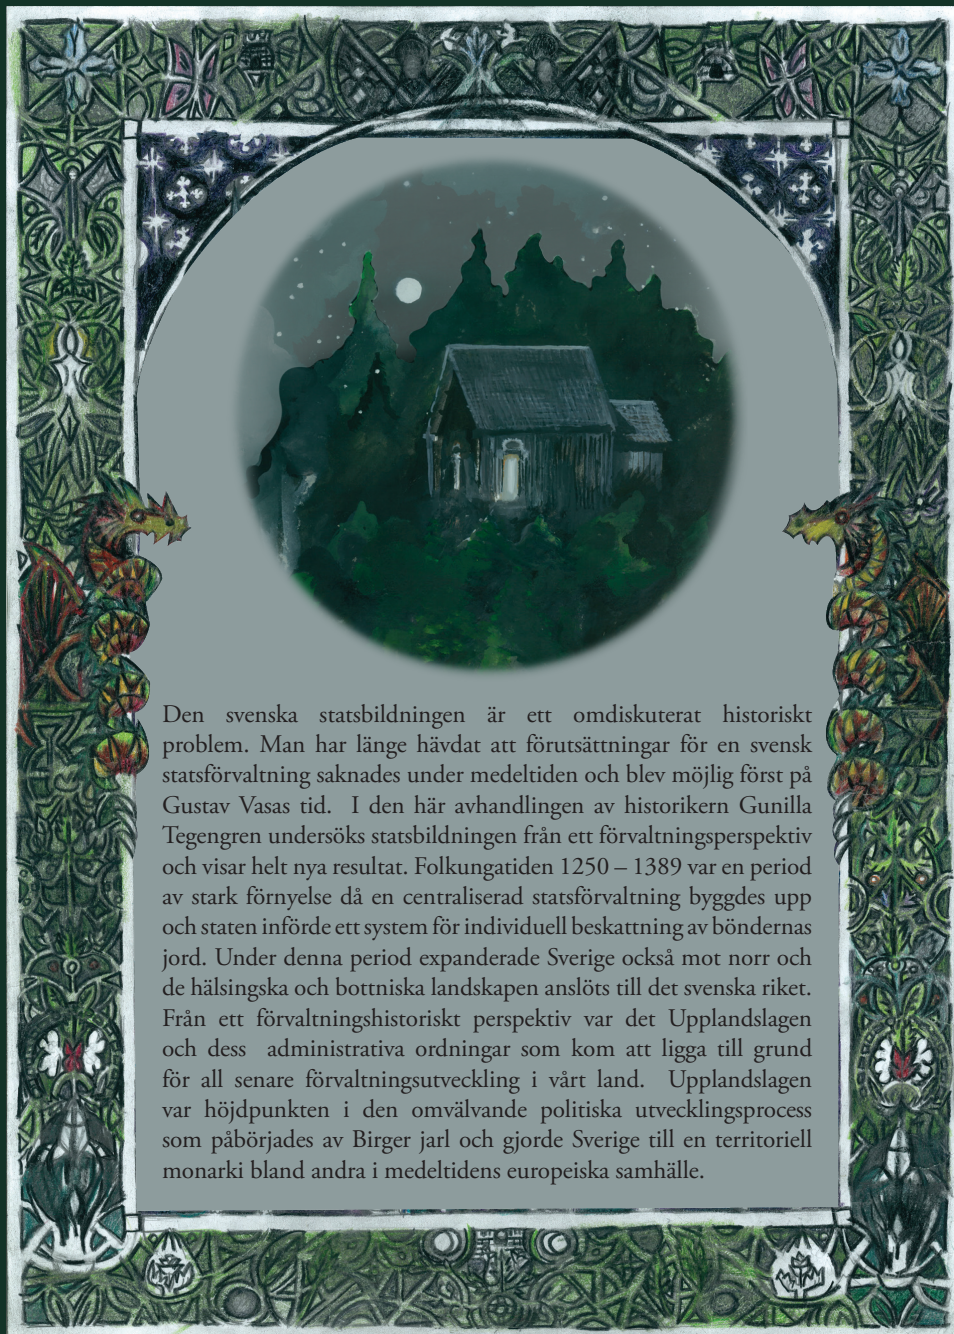 Den svenska statsbildningen är ett omdiskuterat historiskt
problem. Man har länge hävdat att förutsättningar för en svensk
statsförvaltning saknades under medeltiden och blev möjlig först på
Gustav Vasas tid. I den här avhandlingen av historikern Gunilla
Tegengren undersöks statsbildningen från ett förvaltningsperspektiv
och visar helt nya resultat. Folkungatiden 1250 – 1389 var en period
av stark förnyelse då en centraliserad statsförvaltning byggdes upp
och staten införde ett system för individuell beskattning av böndernas
jord. Under denna period expanderade Sverige också mot norr och
de hälsingska och bottniska landskapen anslöts till det svenska riket.
Från ett förvaltningshistoriskt perspektiv var det Upplandslagen
och dess administrativa ordningar som kom att ligga till grund
för all senare förvaltningsutveckling i vårt land. Upplandslagen
var höjdpunkten i den omvälvande politiska utvecklingsprocess
som påbörjades av Birger jarl och gjorde Sverige till en territoriell
monarki bland andra i medeltidens europeiska samhälle.